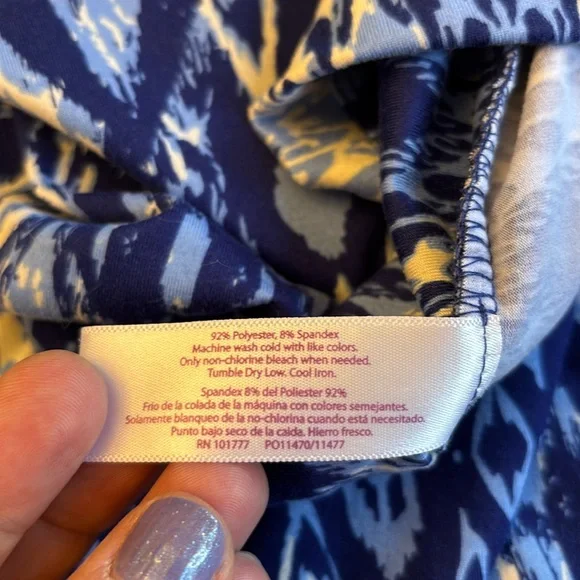 92% Polyester, 8% Spandex
Machine wash cold with like colors.
Only non-chlorine bleach when needed.
Tumble Dry Low. Cool Iron.
Spandex 8% del Poliester 92%
Frio de la colada de la máquina con colores semejantes.
Solamente blanqueo de la no-chlorina cuando está necesitado.
Punto bajo seco de la caida. Hierro fresco.
RN 101777 PO11470/11477